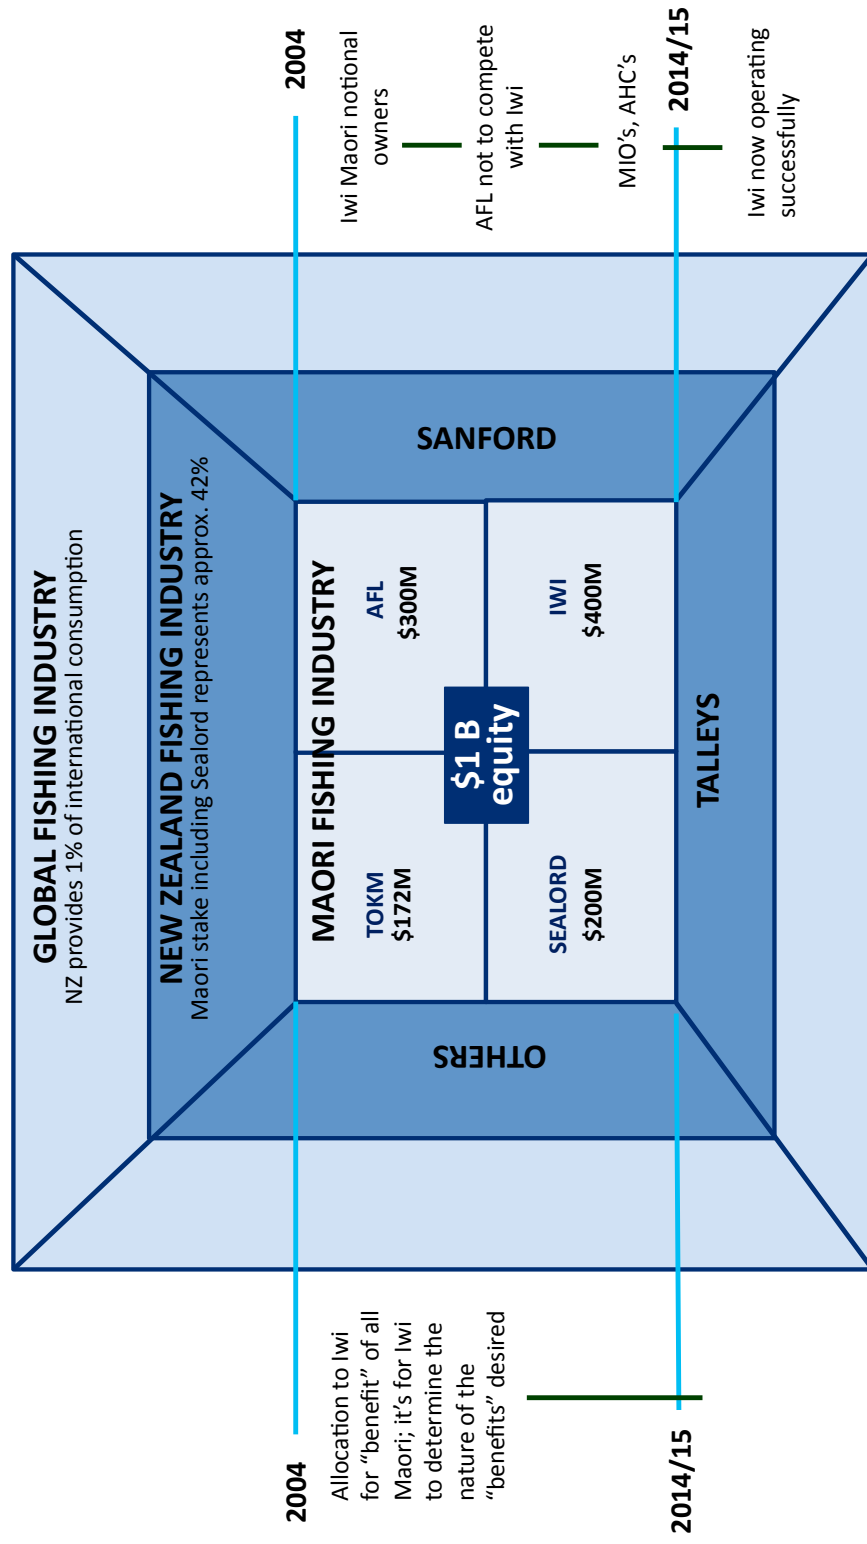 GLOBAL FISHING INDUSTRY
NZ provides 1% of international consumption
NEW ZEALAND FISHING INDUSTRY
Maori stake including Sealord represents approx. 42%
2004
2004
Allocation to Iwi
for “benefit” of all
Maori; it’s for Iwi
to determine the
nature of the
“benefits” desired
2014/15
OTHERS
MAORI FISHING INDUSTRY
TOKM
$172M
AFL
$300M
$1 B
equity
SEALORD
$200M
IWI
$400M
SANFORD
TALLEYS
Iwi Maori notional
owners
AFL not to compete
with Iwi
MIO’s, AHC’s
2014/15
Iwi now operating
successfully